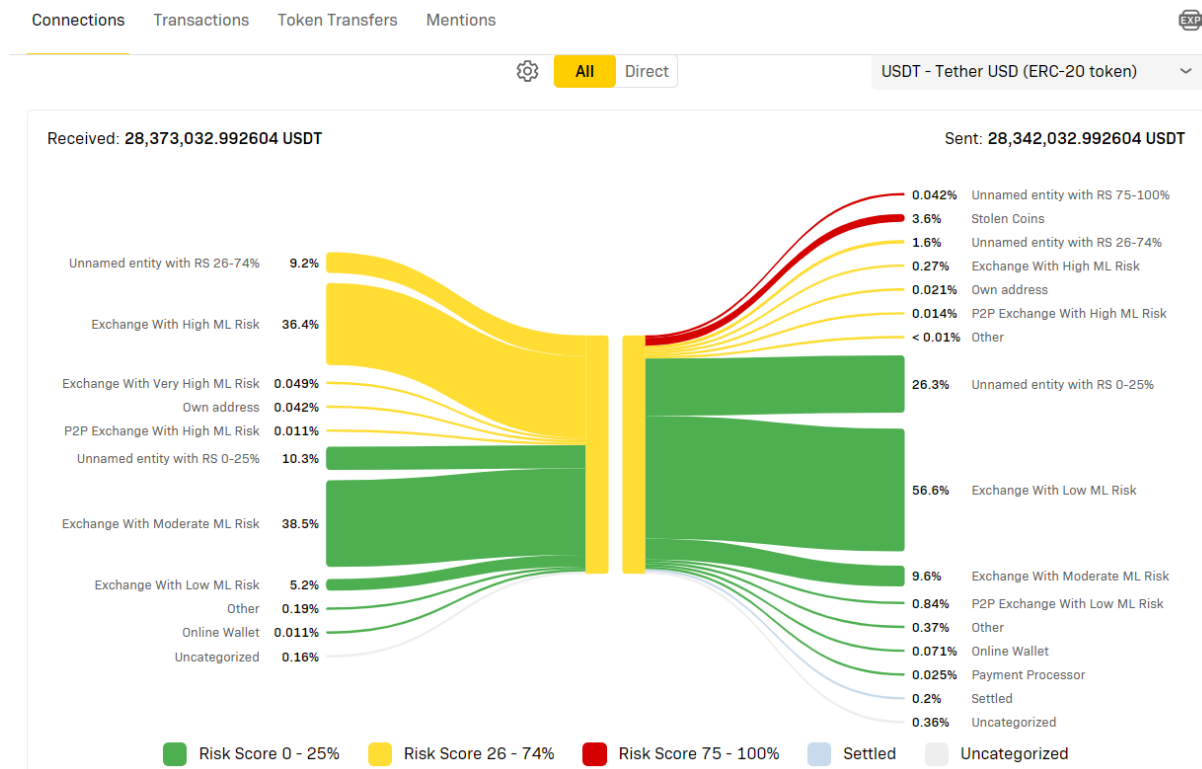 Connections Transactions Token Transfers Mentions EXP
All Direct USDT - Tether USD (ERC-20 token)
Received: 28,373,032.992604 USDT Sent: 28,342,032.992604 USDT
Unnamed entity with RS 26-74% 9.2%
Exchange With High ML Risk 36.4%
Exchange With Very High ML Risk 0.049%
Own address 0.042%
P2P Exchange With High ML Risk 0.011%
Unnamed entity with RS 0-25% 10.3%
Exchange With Moderate ML Risk 38.5%
Exchange With Low ML Risk 5.2%
Other 0.19%
Online Wallet 0.011%
Uncategorized 0.16%
0.042% Unnamed entity with RS 75-100%
3.6% Stolen Coins
1.6% Unnamed entity with RS 26-74%
0.27% Exchange With High ML Risk
0.021% Own address
0.014% P2P Exchange With High ML Risk
< 0.01% Other
26.3% Unnamed entity with RS 0-25%
56.6% Exchange With Low ML Risk
9.6% Exchange With Moderate ML Risk
0.84% P2P Exchange With Low ML Risk
0.37% Other
0.071% Online Wallet
0.025% Payment Processor
0.2% Settled
0.36% Uncategorized
Risk Score 0 - 25% Risk Score 26 - 74% Risk Score 75 - 100% Settled Uncategorized